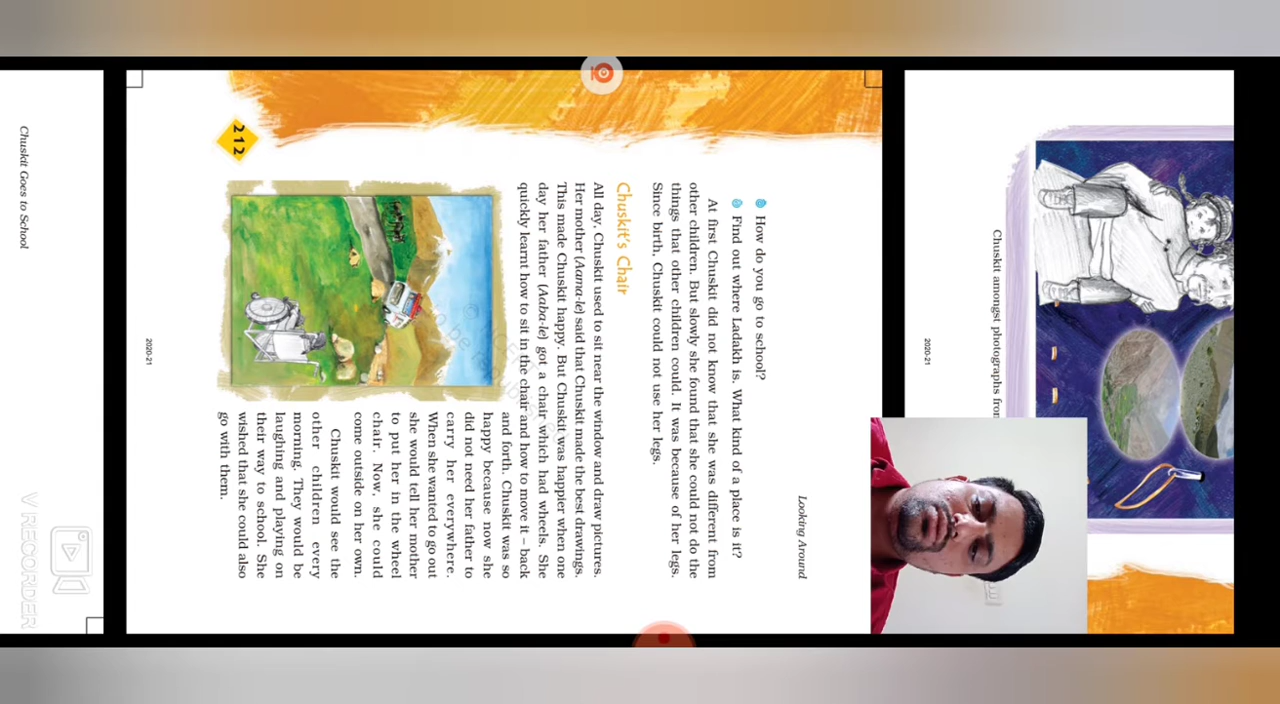 Looking Around
How do you go to school?
Find out where Ladakh is. What kind of a place is it?
At first Chuskit did not know that she was different from
other children. But slowly she found that she could not do the
things that other children could. It was because of her legs.
Since birth, Chuskit could not use her legs.
Chuskit's Chair
All day, Chuskit used to sit near the window and draw pictures.
Her mother (Aama-le) said that Chuskit made the best drawings.
This made Chuskit happy. But Chuskit was happier when one
day her father (Aaba-le) got a chair which had wheels. She
quickly learnt how to sit in the chair and how to move it – back
and forth. Chuskit was so
happy because now she
did not need her father to
carry her everywhere.
When she wanted to go out
she would tell her mother
to put her in the wheel
chair. Now, she could
come outside on her own.
Chuskit would see the
other children every
morning. They would be
laughing and playing on
their way to school. She
wished that she could also
go with them.
212
2020-21
Chuskit amongst photographs
2020-21
Chuskit Goes to School
V RECORDER